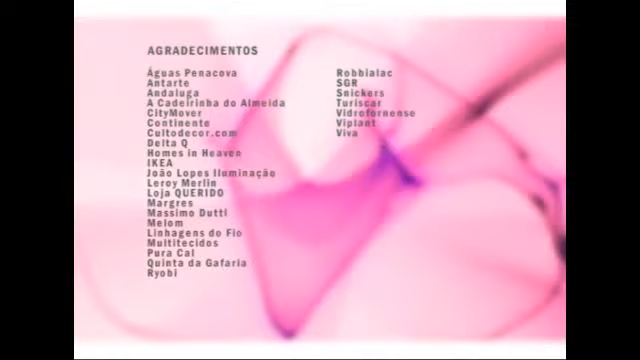 AGRADECIMENTOS
Águas Penacova
Antarte
Andaluga
A Cadeirinha do Almeida
CityMover
Continente
Cultodecor.com
Delta Q
Homes in Heaven
IKEA
João Lopes Iluminação
Leroy Merlin
Loja QUERIDO
Margres
Massimo Dutti
Melom
Linhagens do Fio
Multitecidos
Pura Cal
Quinta da Gafaria
Ryobi
Robbialac
SGR
Snickers
Turiscar
Vidrofornense
Viplant
Viva